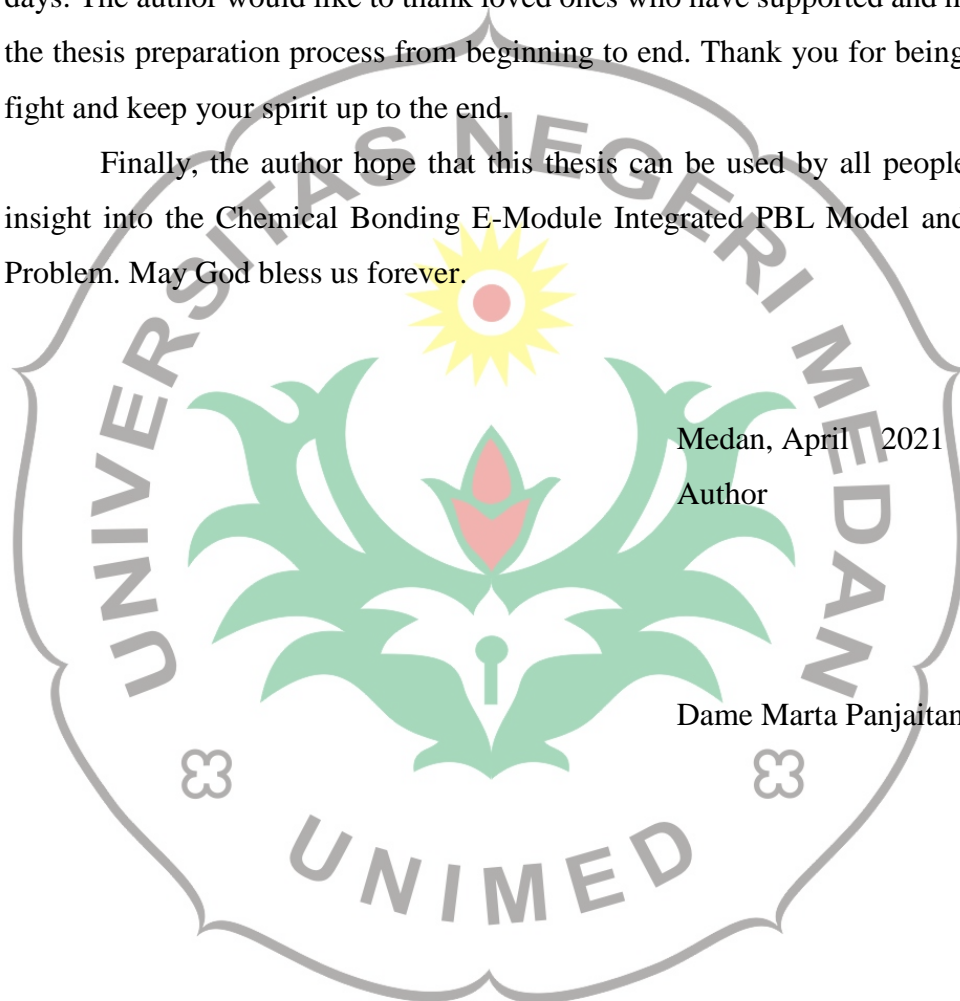 days. The author would like to thank loved ones who have supported and
the thesis preparation process from beginning to end. Thank you for being
fight and keep your spirit up to the end.
Finally, the author hope that this thesis can be used by all people
insight into the Chemical Bonding E-Module Integrated PBL Model and
Problem. May God bless us forever.
UNIVERSITAS NEGERI MEDAN
Medan, April 2021
Author
Dame Marta Panjaitan
UNIMED